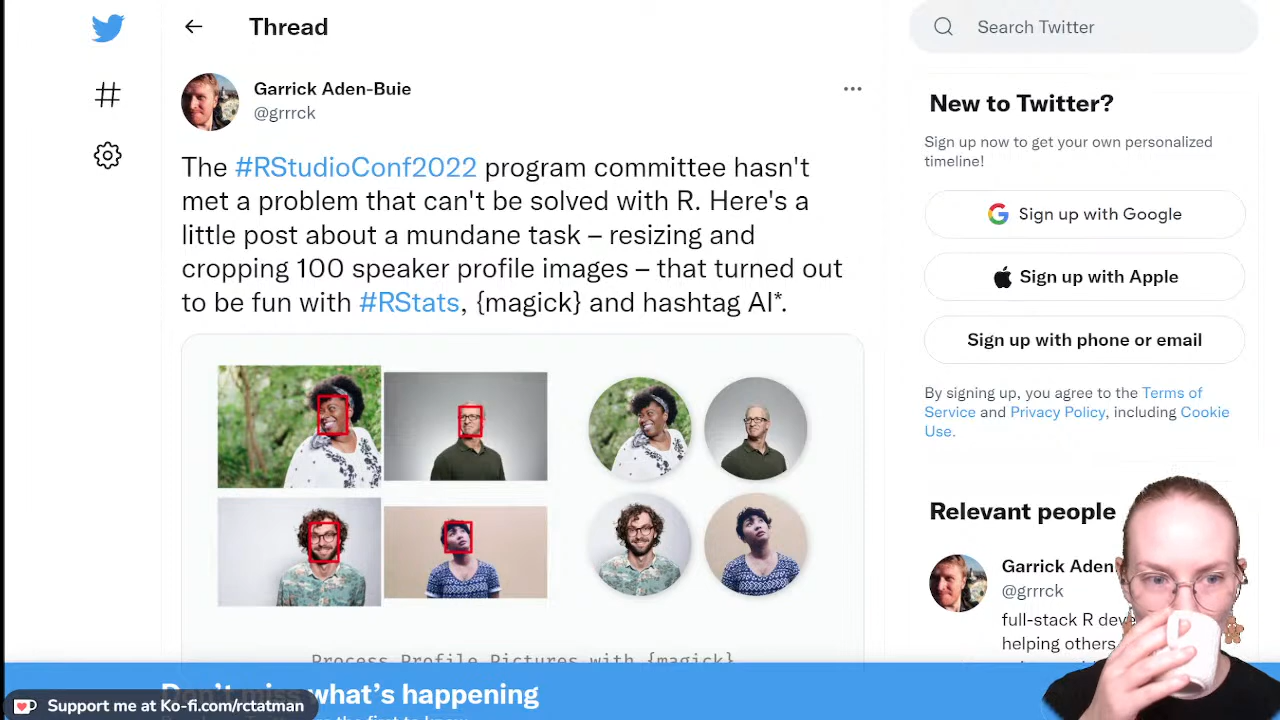 Thread
Search Twitter
Garrick Aden-Buie
@grrrck
The #RStudioConf2022 program committee hasn't
met a problem that can't be solved with R. Here's a
little post about a mundane task – resizing and
cropping 100 speaker profile images – that turned out
to be fun with #RStats, {magick} and hashtag AI*.
Process Profile Pictures with {magick}
New to Twitter?
Sign up now to get your own personalized
timeline!
Sign up with Google
Sign up with Apple
Sign up with phone or email
By signing up, you agree to the Terms of
Service and Privacy Policy, including Cookie
Use.
Relevant people
Garrick Aden
@grrrck
full-stack R
helping others
Don't miss what's happening
Support me at Ko-fi.com/rctatman